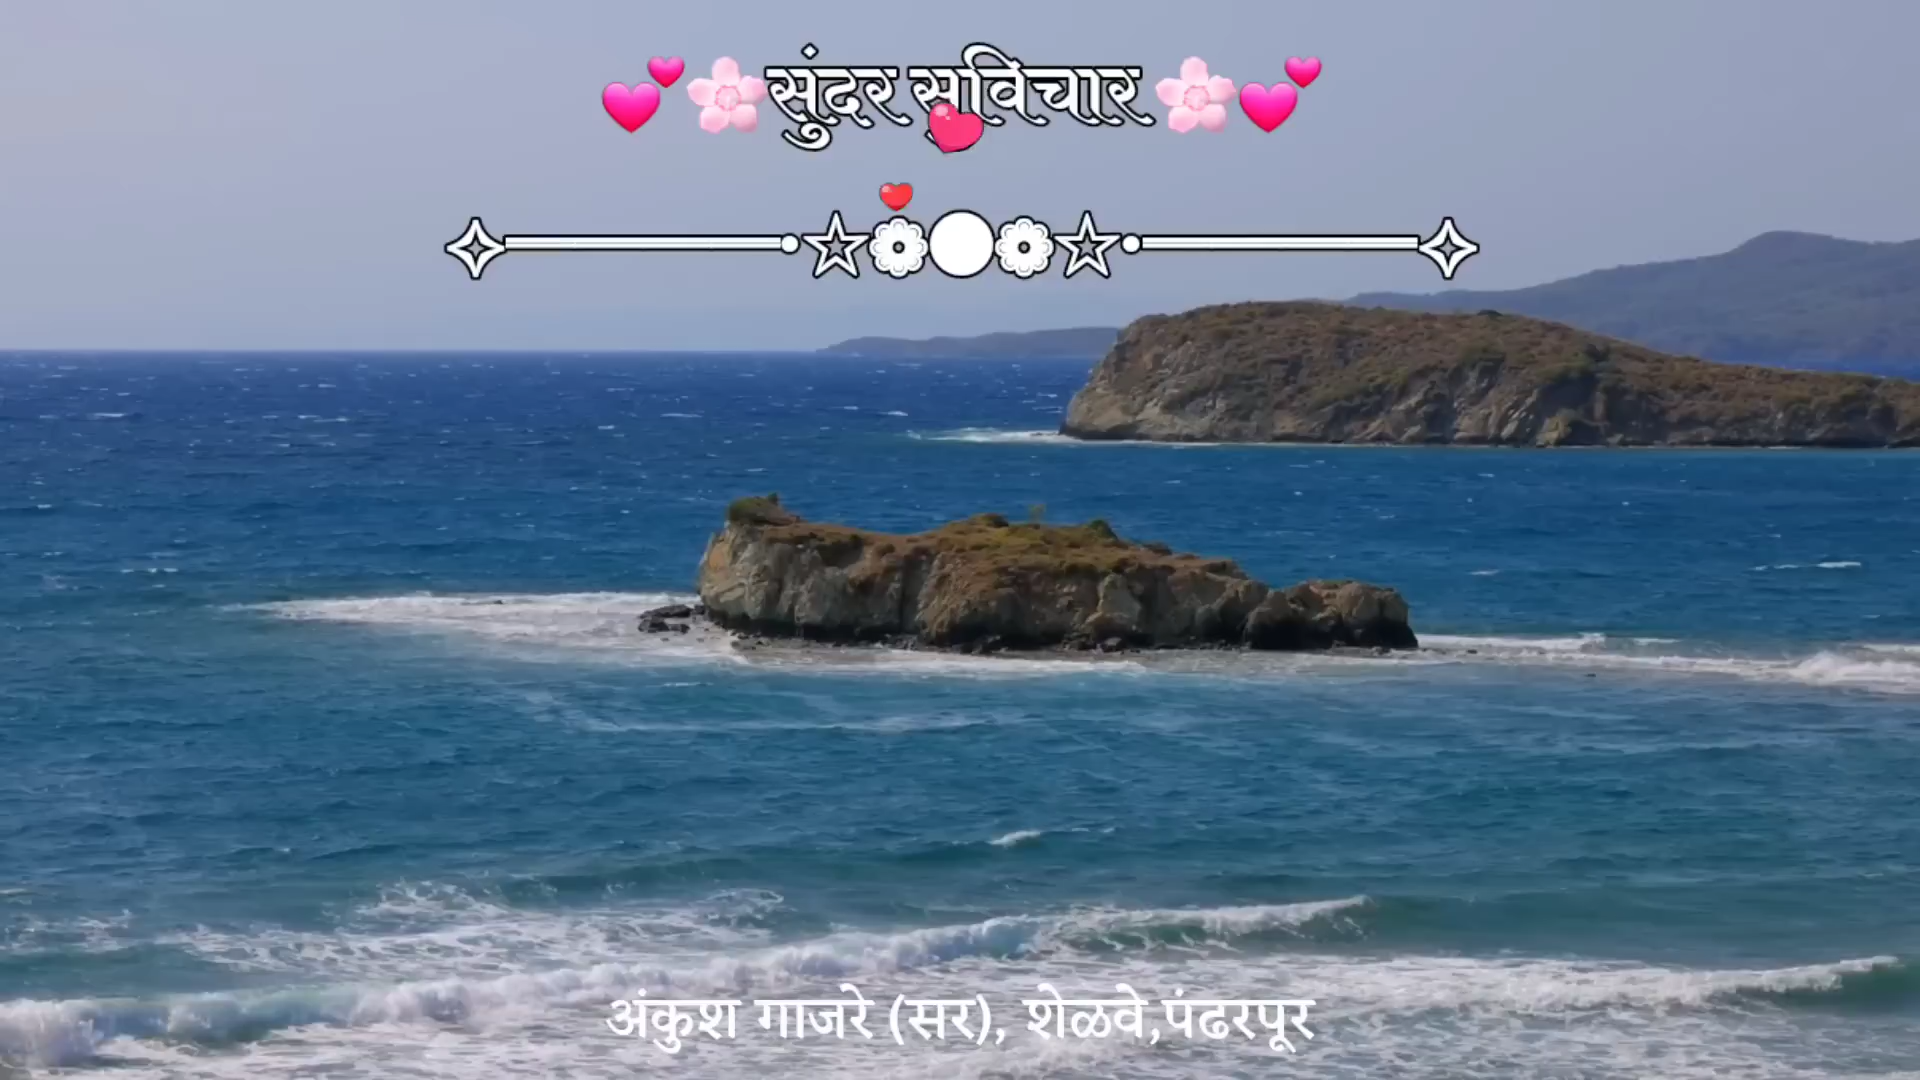 💕🌸सुंदर सुविचार 🌸💕
अंकुश गाजरे (सर), शेळवे,पंढरपूर